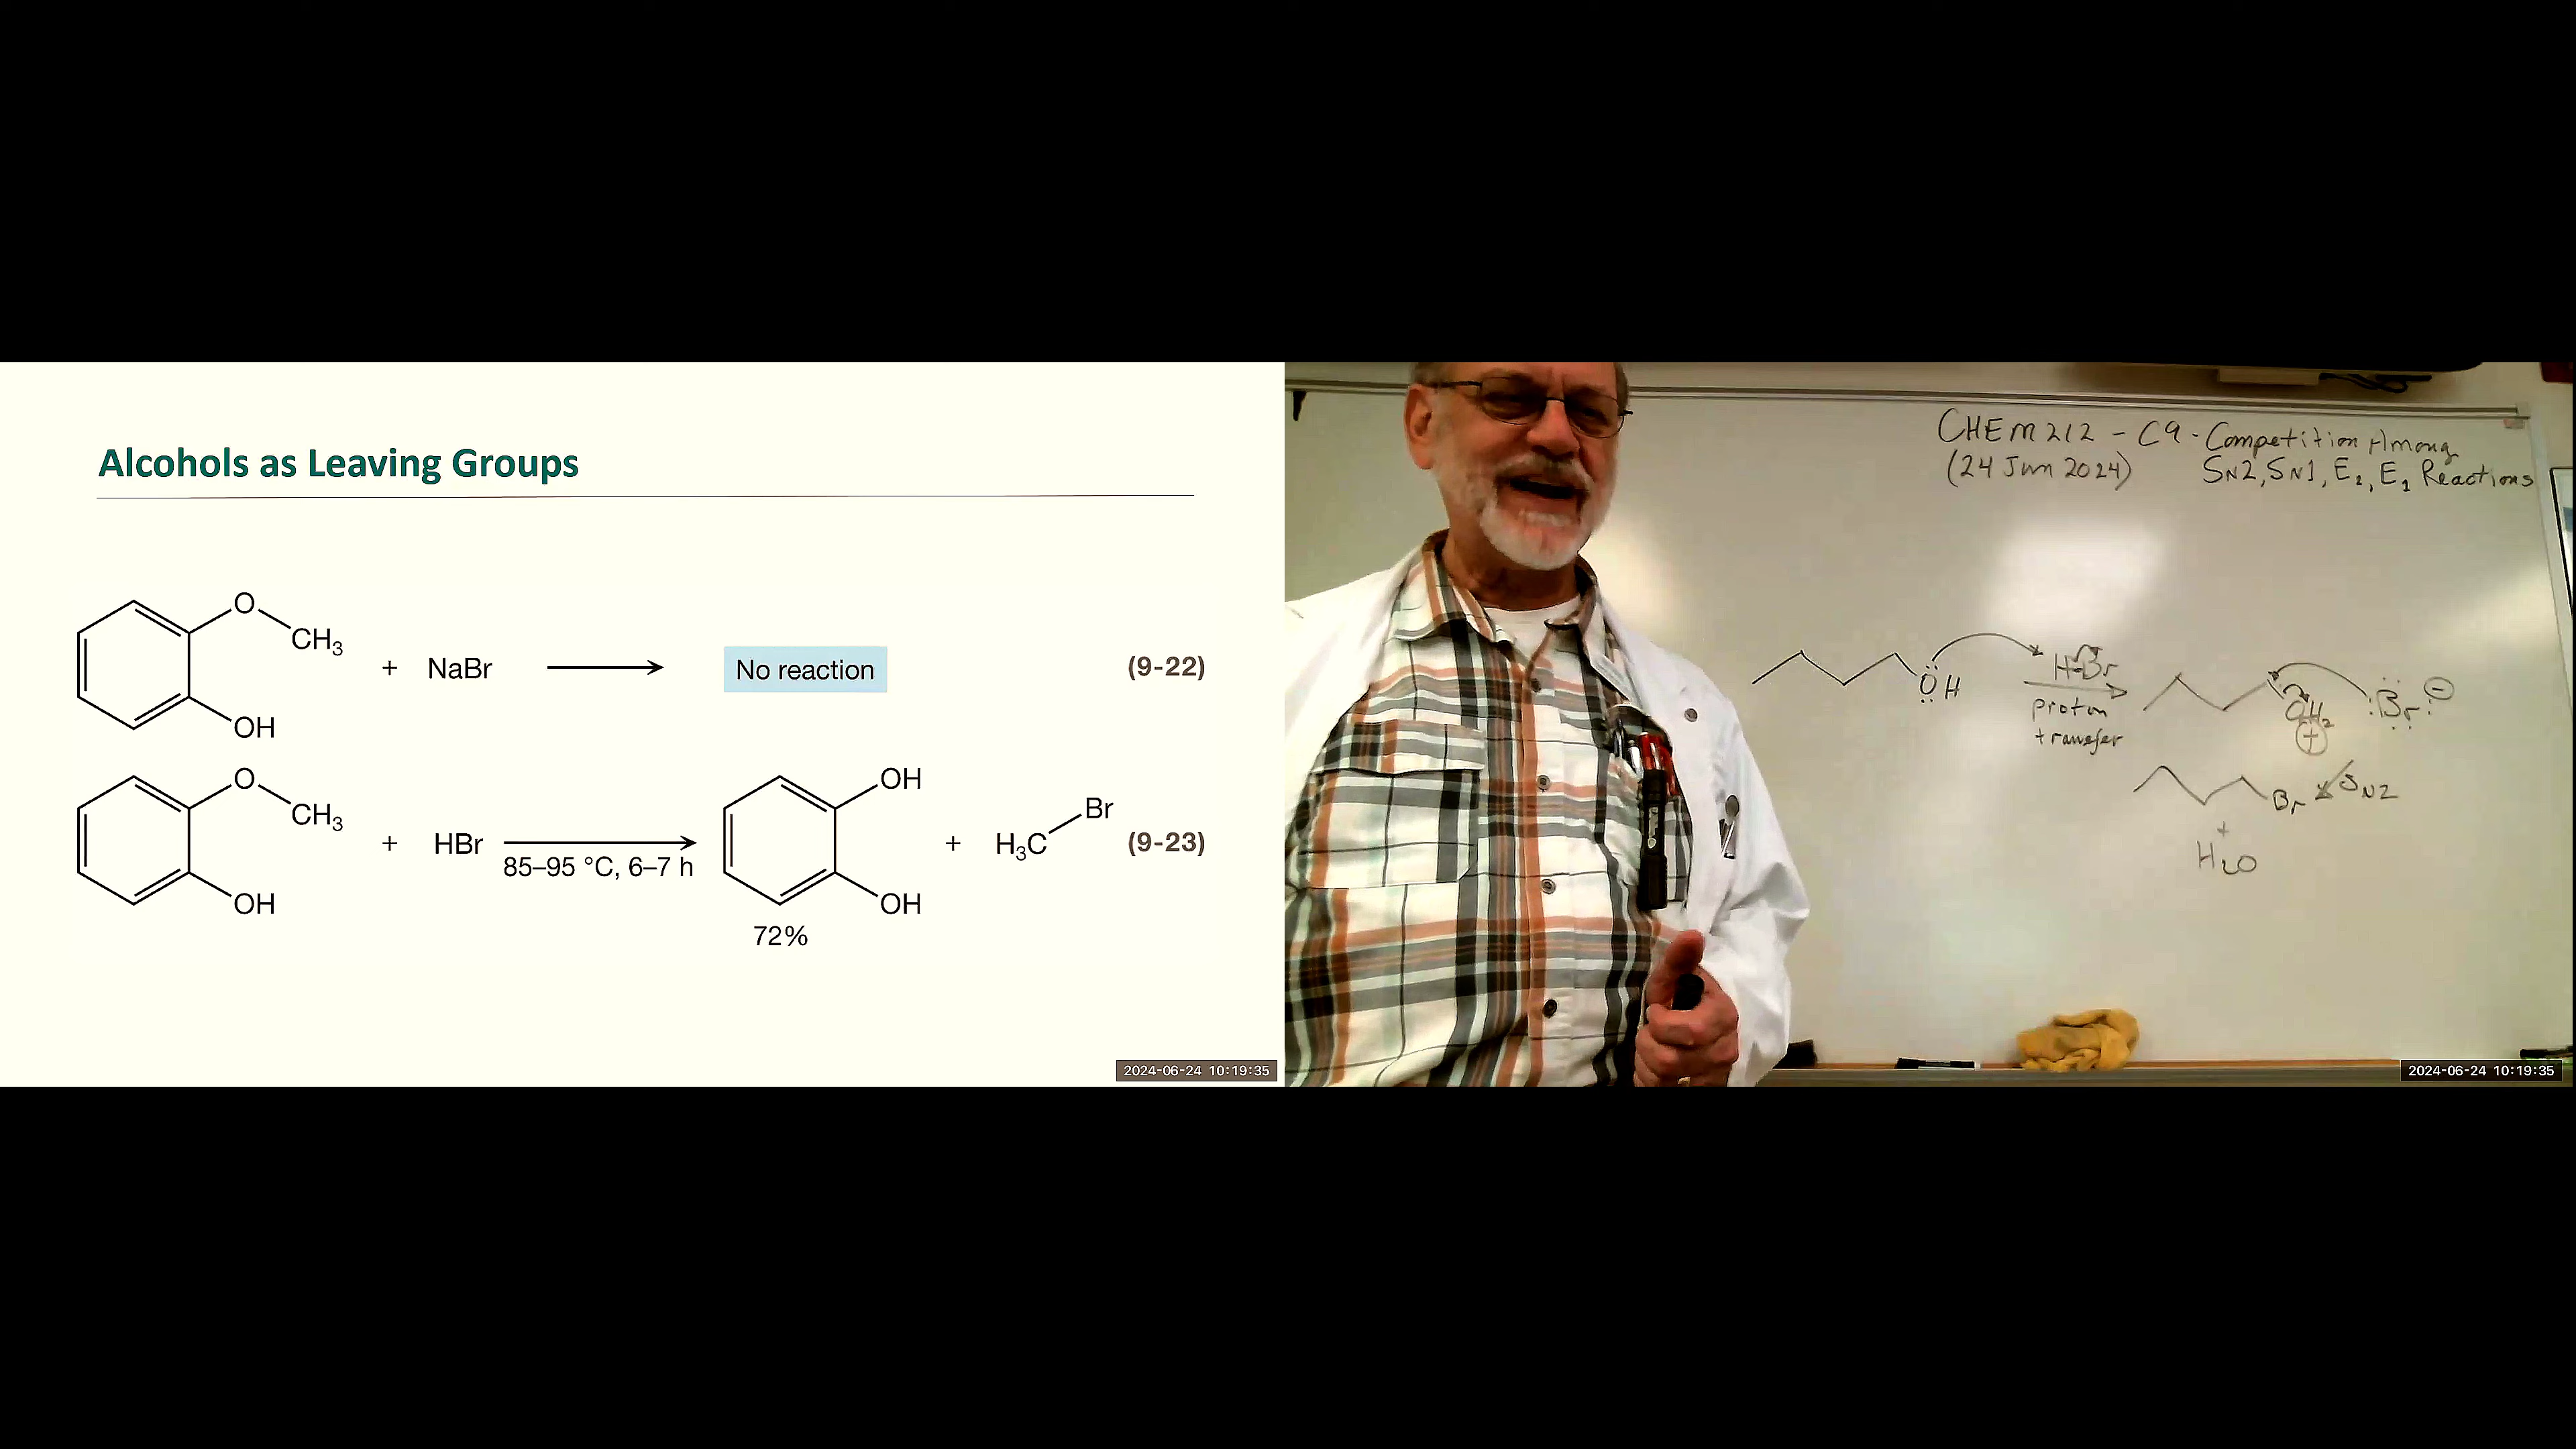 Alcohols as Leaving Groups
O
CH3
+ NaBr No reaction (9-22)
OH
O OH
CH3 Br
+ HBr + H3C (9-23)
85–95 °C, 6–7 h
OH OH
72%
2024-06-24 10:19:35
CHEM 212 - C9 - Competition Among
(24 Jun 2024) SN2, SN1, E2, E1 Reactions
H-Br
ÖH
proton
transfer
OH2
+
:Br: -
Br SN2
+
H2O
2024-06-24 10:19:35